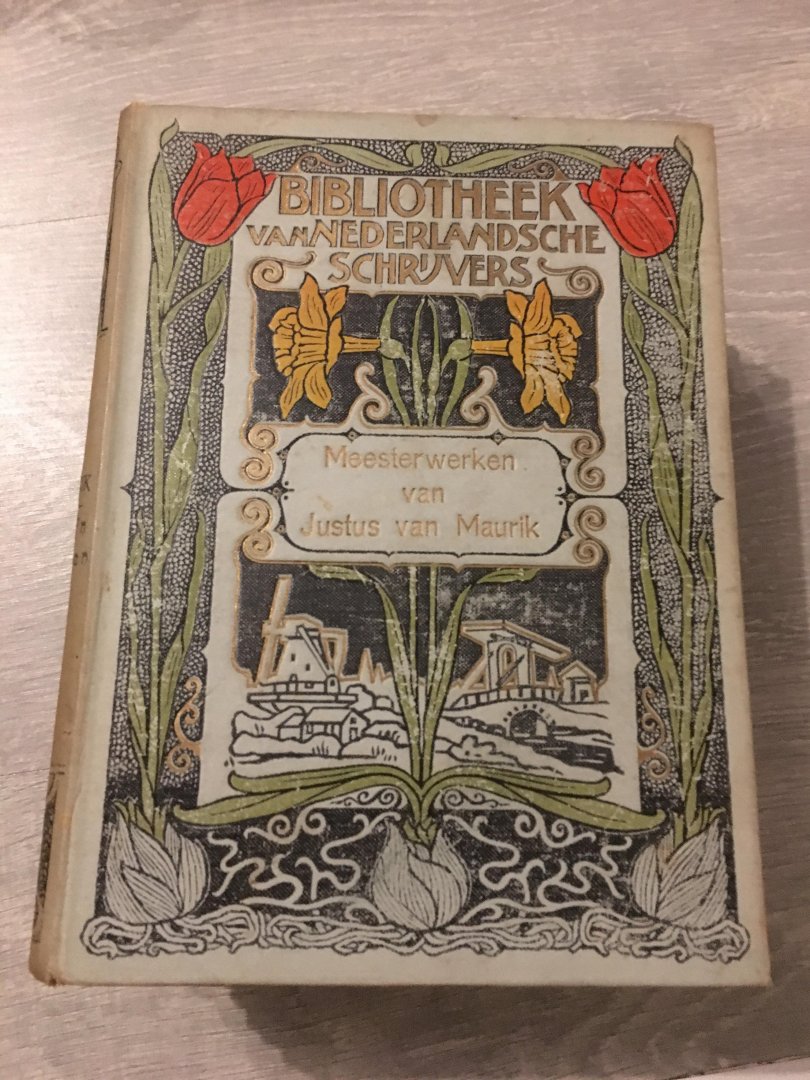 BIBLIOTHEEK
VAN NEDERLANDSCHE
SCHRIJVERS
Meesterwerken
van
Justus van Maurik